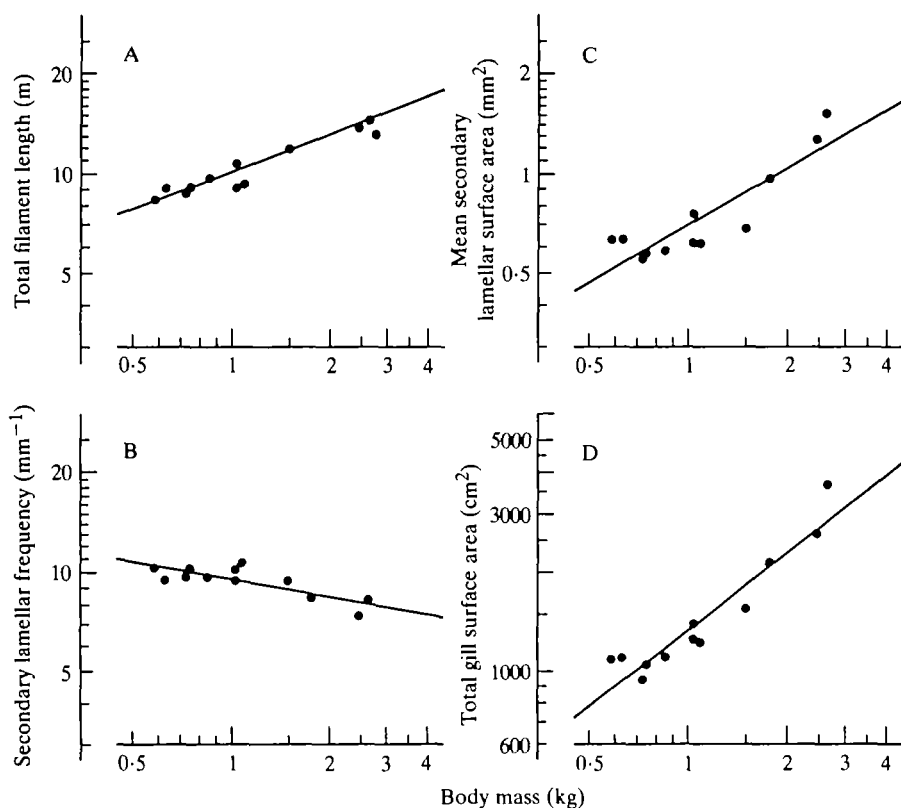 A
Total filament length (m)
20
10
5
0·5 1 2 3 4
C
Mean secondary
lamellar surface area (mm²)
2
1
0·5
0·5 1 2 3 4
B
Secondary lamellar frequency (mm⁻¹)
20
10
5
0·5 1 2 3 4
D
Total gill surface area (cm²)
5000
3000
1000
600
0·5 1 2 3 4
Body mass (kg)